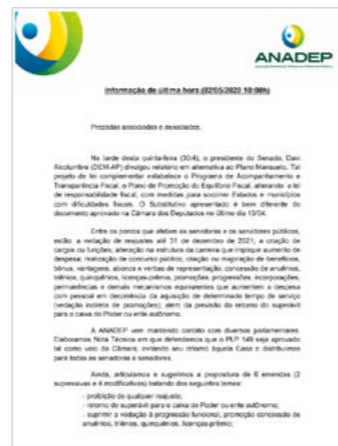 ANADEP
Informação de última hora (02/05/2020 10:00h)
Prezadas associadas e associados,
Na tarde desta quinta-feira (30/4), o presidente do Senado, Davi
Alcolumbre (DEM-AP) divulgou relatório em alternativa ao Plano Mansueto. Tal
projeto de lei complementar estabelece o Programa de Acompanhamento e
Transparência Fiscal, o Plano de Promoção do Equilíbrio Fiscal, alterando a lei
de responsabilidade fiscal, com medidas para socorrer Estados e municípios
com dificuldades fiscais. O Substitutivo apresentado é bem diferente do
documento aprovado na Câmara dos Deputados no último dia 13/04.
Entre os pontos que afetam as servidoras e os servidores públicos,
estão: a vedação de reajustes até 31 de dezembro de 2021; a criação de
cargos ou funções; alteração na estrutura da carreira que implique aumento de
despesa; realização de concurso público; criação ou majoração de benefícios,
bônus, vantagens, abonos e verbas de representação; concessão de anuênios,
triênios, quinquênios, licenças-prêmio, promoções, progressões, incorporações,
permanências e demais mecanismos equivalentes que aumentem a despesa
com pessoal em decorrência da aquisição de determinado tempo de serviço
(vedação indireta de promoções); além da previsão do retorno do superávit
para o caixa do Poder ou ente autônomo.
A ANADEP vem mantendo contato com diversos parlamentares.
Elaboramos Nota Técnica em que defendemos que o PLP 149 seja aprovado
tal como veio da Câmara, evitando seu retorno àquela Casa e distribuímos
para todas as senadoras e senadores.
Ainda, articulamos e sugerimos a propositura de 6 emendas (2
supressivas e 4 modificativas) tratando dos seguintes temas:
- proibição de qualquer reajuste;
- retorno do superávit para o caixa do Poder ou ente autônomo;
- suprimir a vedação à progressão funcional, promoção concessão de
anuênios, triênios, quinquênios, licenças-prêmio;